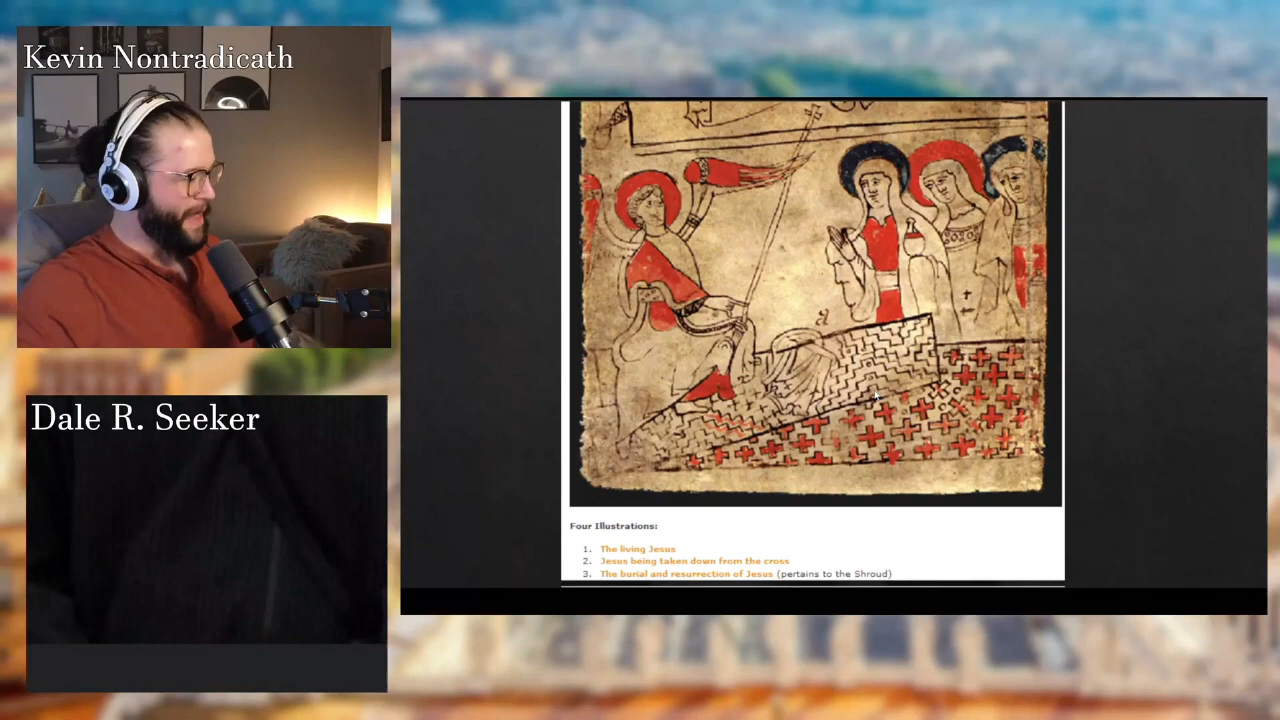 Kevin Nontradicath
Dale R. Seeker
a
Four Illustrations:
1. The living Jesus
2. Jesus being taken down from the cross
3. The burial and resurrection of Jesus (pertains to the Shroud)